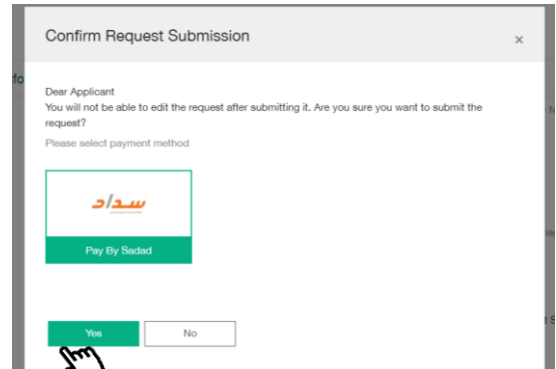 Confirm Request Submission
×
Dear Applicant
You will not be able to edit the request after submitting it. Are you sure you want to submit the
request?
Please select payment method
سداد
Pay By Sadad
Yes
No